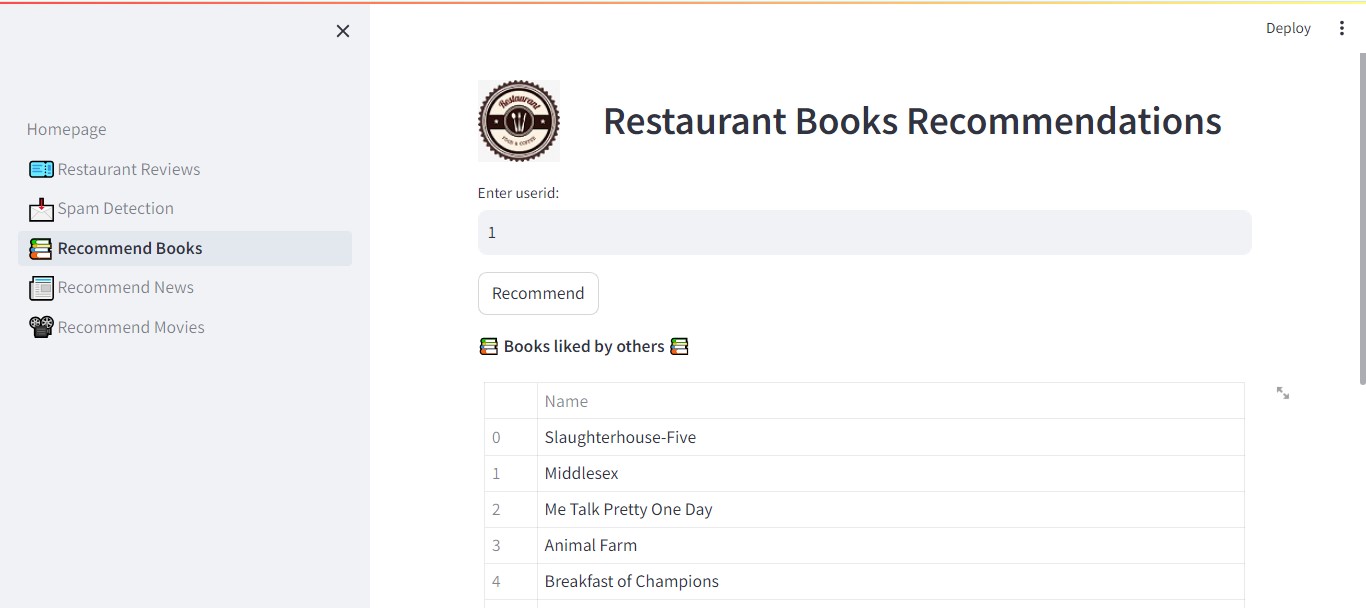 Deploy
Homepage
Restaurant Reviews
Spam Detection
Recommend Books
Recommend News
Recommend Movies
Restaurant
FOOD & COFFEE
Restaurant Books Recommendations
Enter userid:
1
Recommend
Books liked by others
Name
0 Slaughterhouse-Five
1 Middlesex
2 Me Talk Pretty One Day
3 Animal Farm
4 Breakfast of Champions